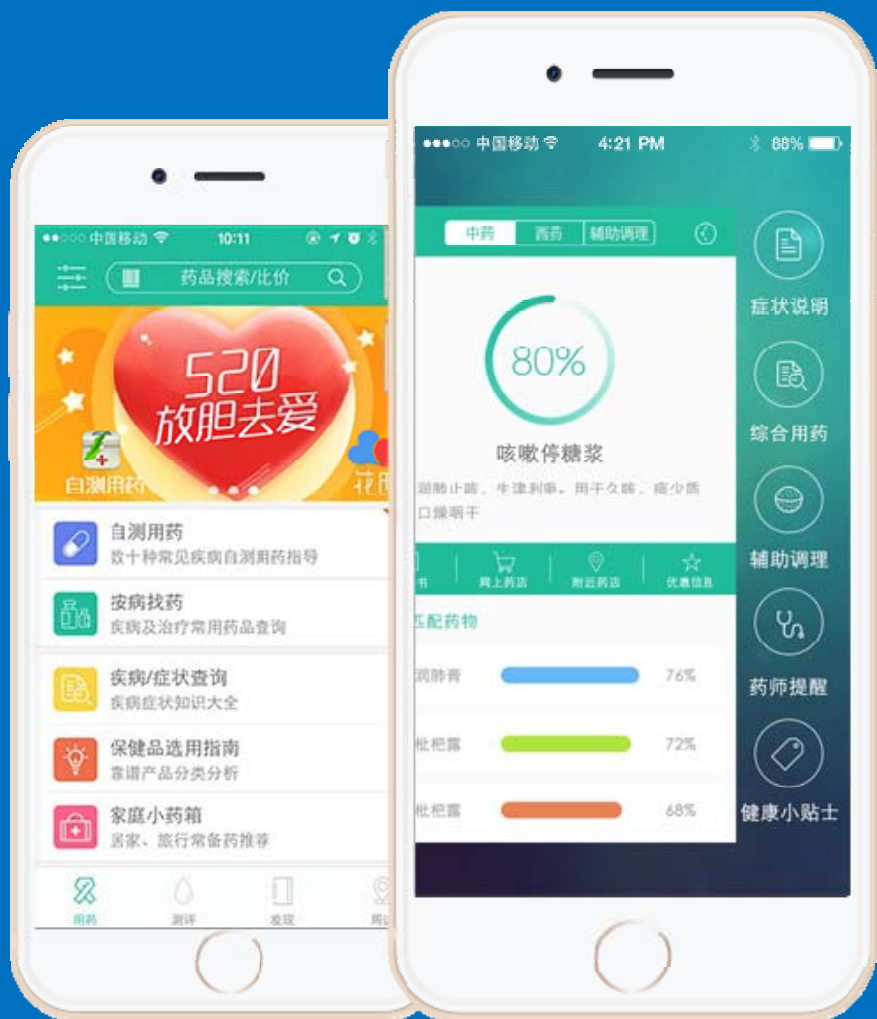 中国移动
10:11
药品搜索/比价
520
放胆去爱
自测用药
自测用药
数十种常见疾病自测用药指导
按病找药
疾病及治疗常用药品查询
疾病/症状查询
疾病症状知识大全
保健品选用指南
靠谱产品分类分析
家庭小药箱
居家、旅行常备药推荐
用药
测评
发现
中国移动
4:21 PM
88%
中药
西药
辅助调理
80%
咳嗽停糖浆
润肺止咳、生津利咽。用于久咳、痰少质
口燥咽干
书
网上药店
附近药店
优惠信息
匹配药物
润肺膏
76%
枇杷露
72%
枇杷露
68%
症状说明
综合用药
辅助调理
药师提醒
健康小贴士